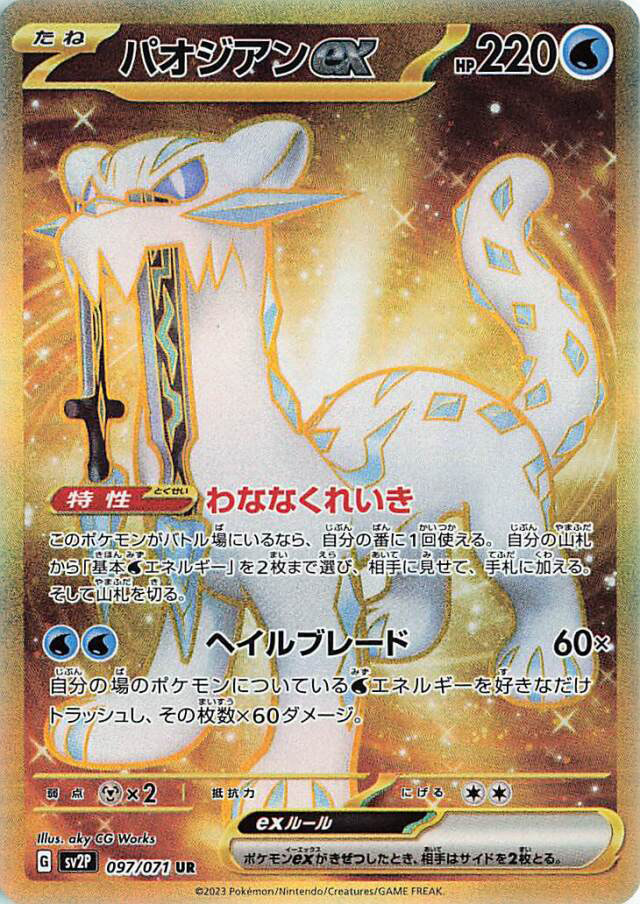 たね パオジアンex HP220
特性 とくせい わななくれいき
このポケモンがバトル場にいるなら、自分の番に1回使える。自分の山札
から「基本エネルギー」を2枚まで選び、相手に見せて、手札に加える。
そして山札を切る。
ヘイルブレード 60×
自分の場のポケモンについているエネルギーを好きなだけ
トラッシュし、その枚数×60ダメージ。
弱点 ×2 抵抗力 にげる
exルール
ポケモンexがきぜつしたとき、相手はサイドを2枚とる。
Illus. aky CG Works
G sv2P 097/071 UR
©2023 Pokémon/Nintendo/Creatures/GAME FREAK.